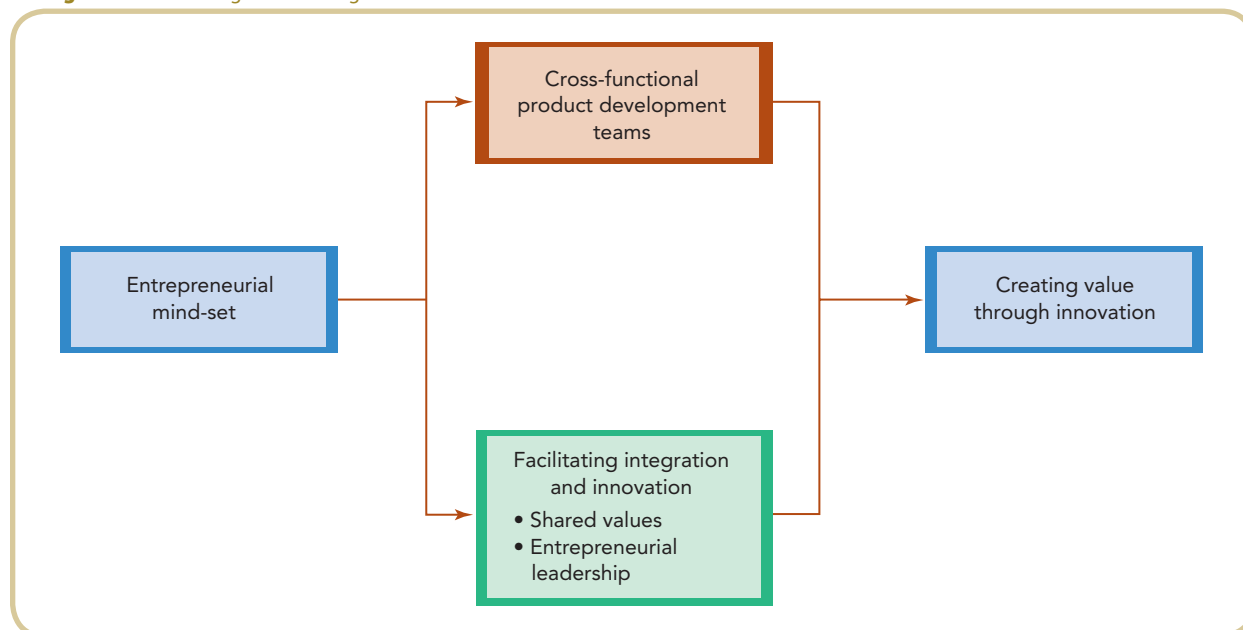 Cross-functional
product development
teams
Entrepreneurial
mind-set
Creating value
through innovation
Facilitating integration
and innovation
• Shared values
• Entrepreneurial
leadership